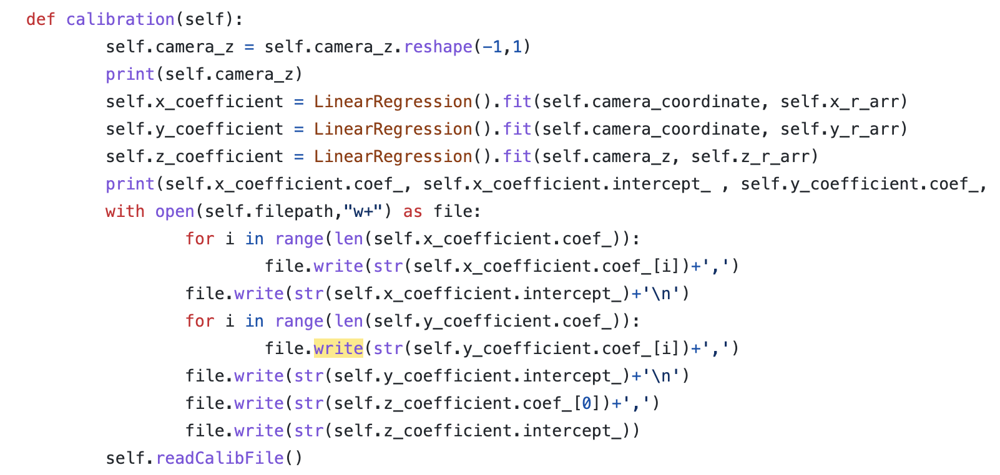 def calibration(self):
self.camera_z = self.camera_z.reshape(-1,1)
print(self.camera_z)
self.x_coefficient = LinearRegression().fit(self.camera_coordinate, self.x_r_arr)
self.y_coefficient = LinearRegression().fit(self.camera_coordinate, self.y_r_arr)
self.z_coefficient = LinearRegression().fit(self.camera_z, self.z_r_arr)
print(self.x_coefficient.coef_, self.x_coefficient.intercept_ , self.y_coefficient.coef_,
with open(self.filepath,"w+") as file:
for i in range(len(self.x_coefficient.coef_)):
file.write(str(self.x_coefficient.coef_[i])+',')
file.write(str(self.x_coefficient.intercept_)+'\n')
for i in range(len(self.y_coefficient.coef_)):
file.write(str(self.y_coefficient.coef_[i])+',')
file.write(str(self.y_coefficient.intercept_)+'\n')
file.write(str(self.z_coefficient.coef_[0])+',')
file.write(str(self.z_coefficient.intercept_))
self.readCalibFile()